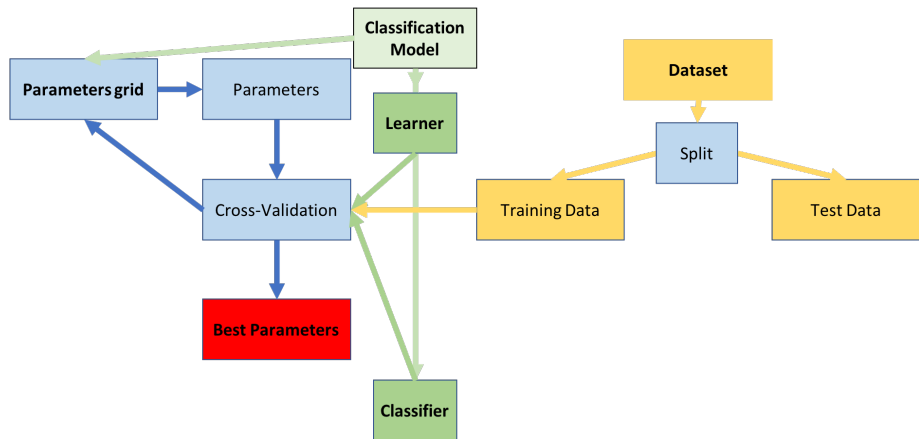 Classification
Model
Dataset
Parameters grid
Parameters
Learner
Split
Cross-Validation
Training Data
Test Data
Best Parameters
Classifier